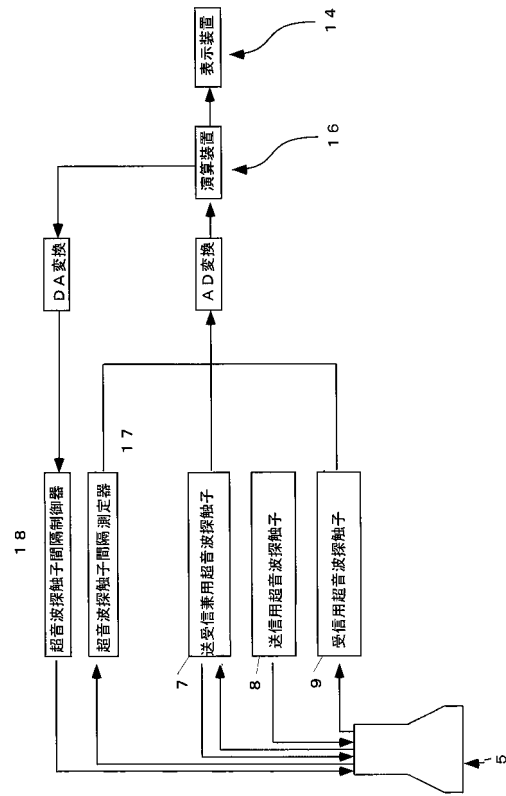 18
超音波探触子間隔制御器
DA変換
超音波探触子間隔測定器
17
送受信兼用超音波探触子
7
AD変換
演算装置
16
表示装置
14
送信用超音波探触子
8
受信用超音波探触子
9
5